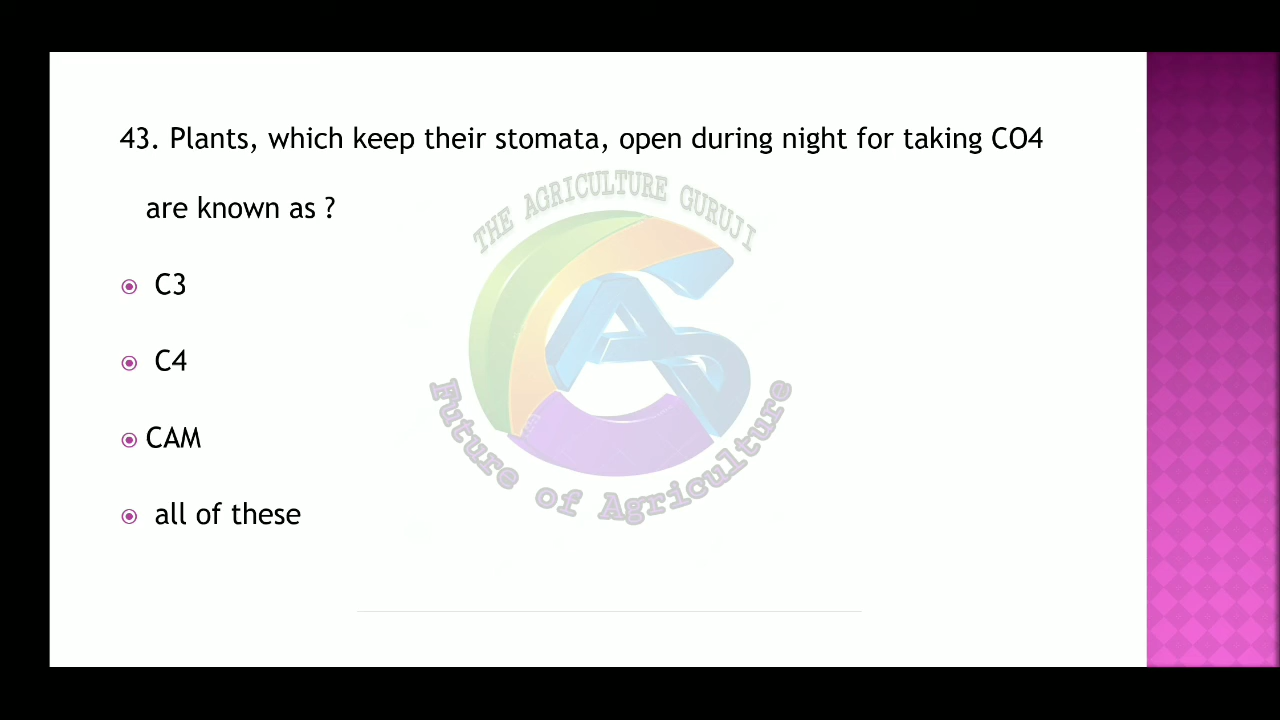 43. Plants, which keep their stomata, open during night for taking CO4
are known as ?
THE AGRICULTURE GURUJI
C3
C4
CAM
Future of Agriculture
all of these